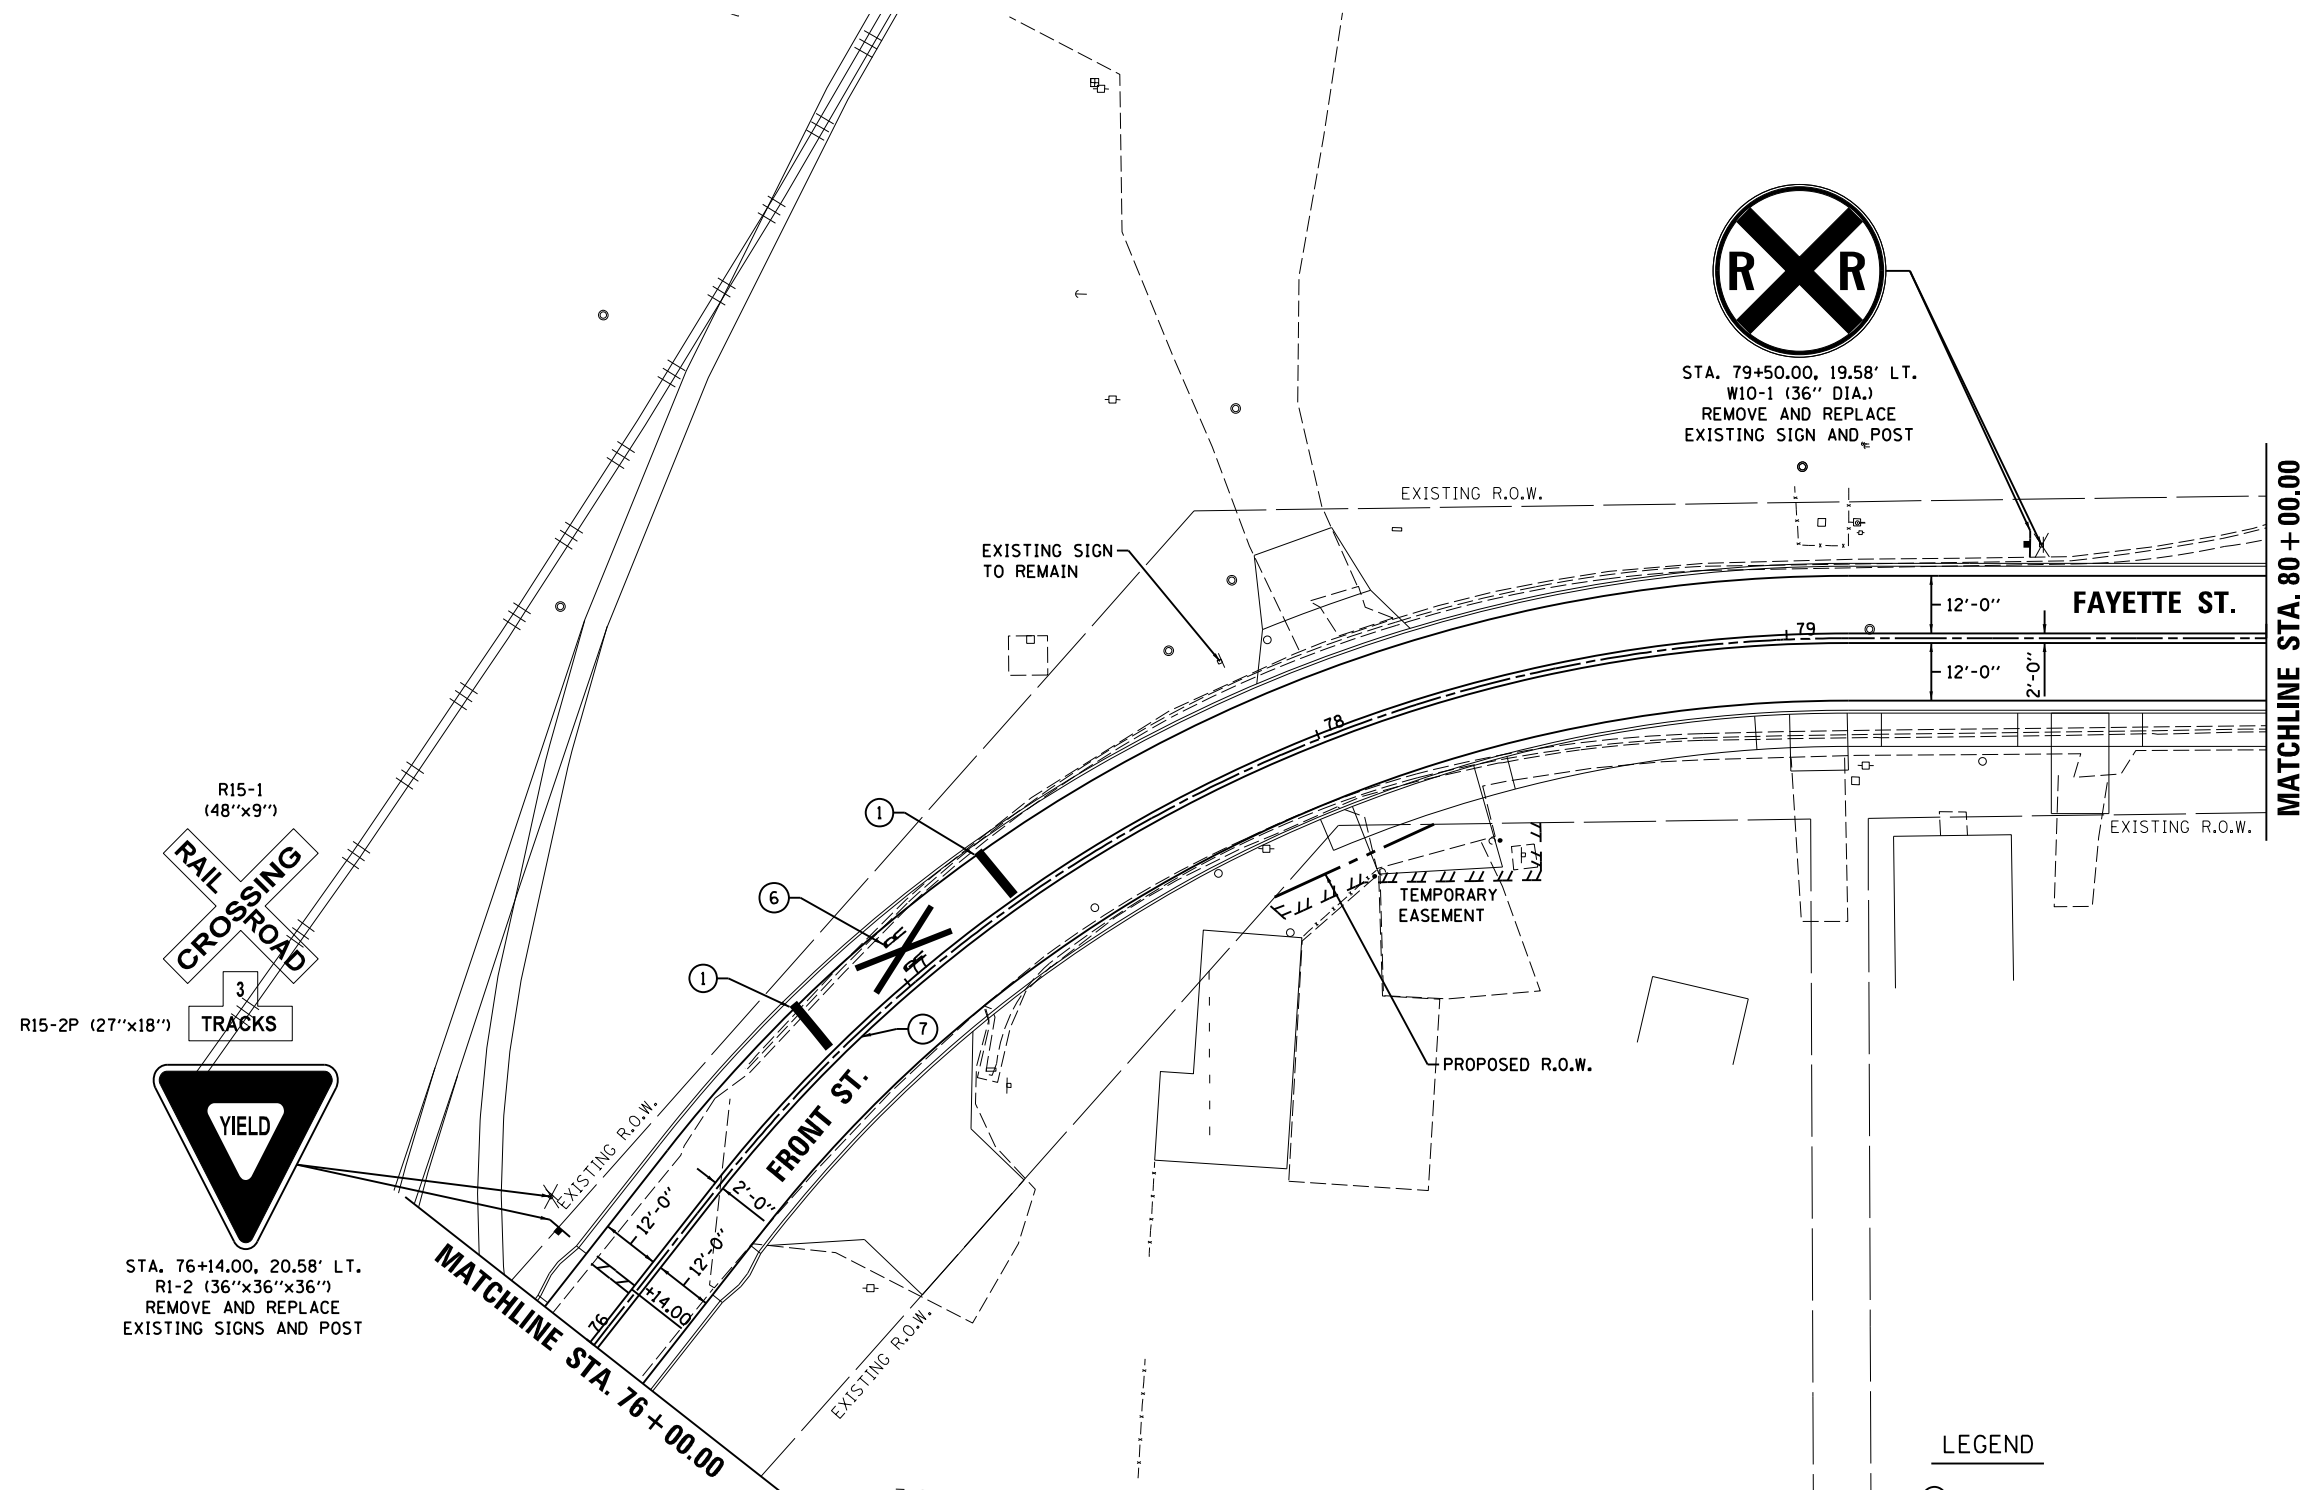 R R
STA. 79+50.00, 19.58' LT.
W10-1 (36" DIA.)
REMOVE AND REPLACE
EXISTING SIGN AND POST
EXISTING R.O.W.
EXISTING SIGN
TO REMAIN
MATCHLINE STA. 80+00.00
FAYETTE ST.
12'-0"
12'-0"
2'-0"
79
78
EXISTING R.O.W.
1
6
R
R
77
1
7
TEMPORARY
EASEMENT
PROPOSED R.O.W.
R15-1
(48"x9")
RAIL ROAD
CROSSING
3
TRACKS
R15-2P (27"x18")
YIELD
STA. 76+14.00, 20.58' LT.
R1-2 (36"x36"x36")
REMOVE AND REPLACE
EXISTING SIGNS AND POST
EXISTING R.O.W.
FRONT ST.
12'-0"
2'-0"
12'-0"
+14.00
76
MATCHLINE STA. 76+00.00
EXISTING R.O.W.
LEGEND